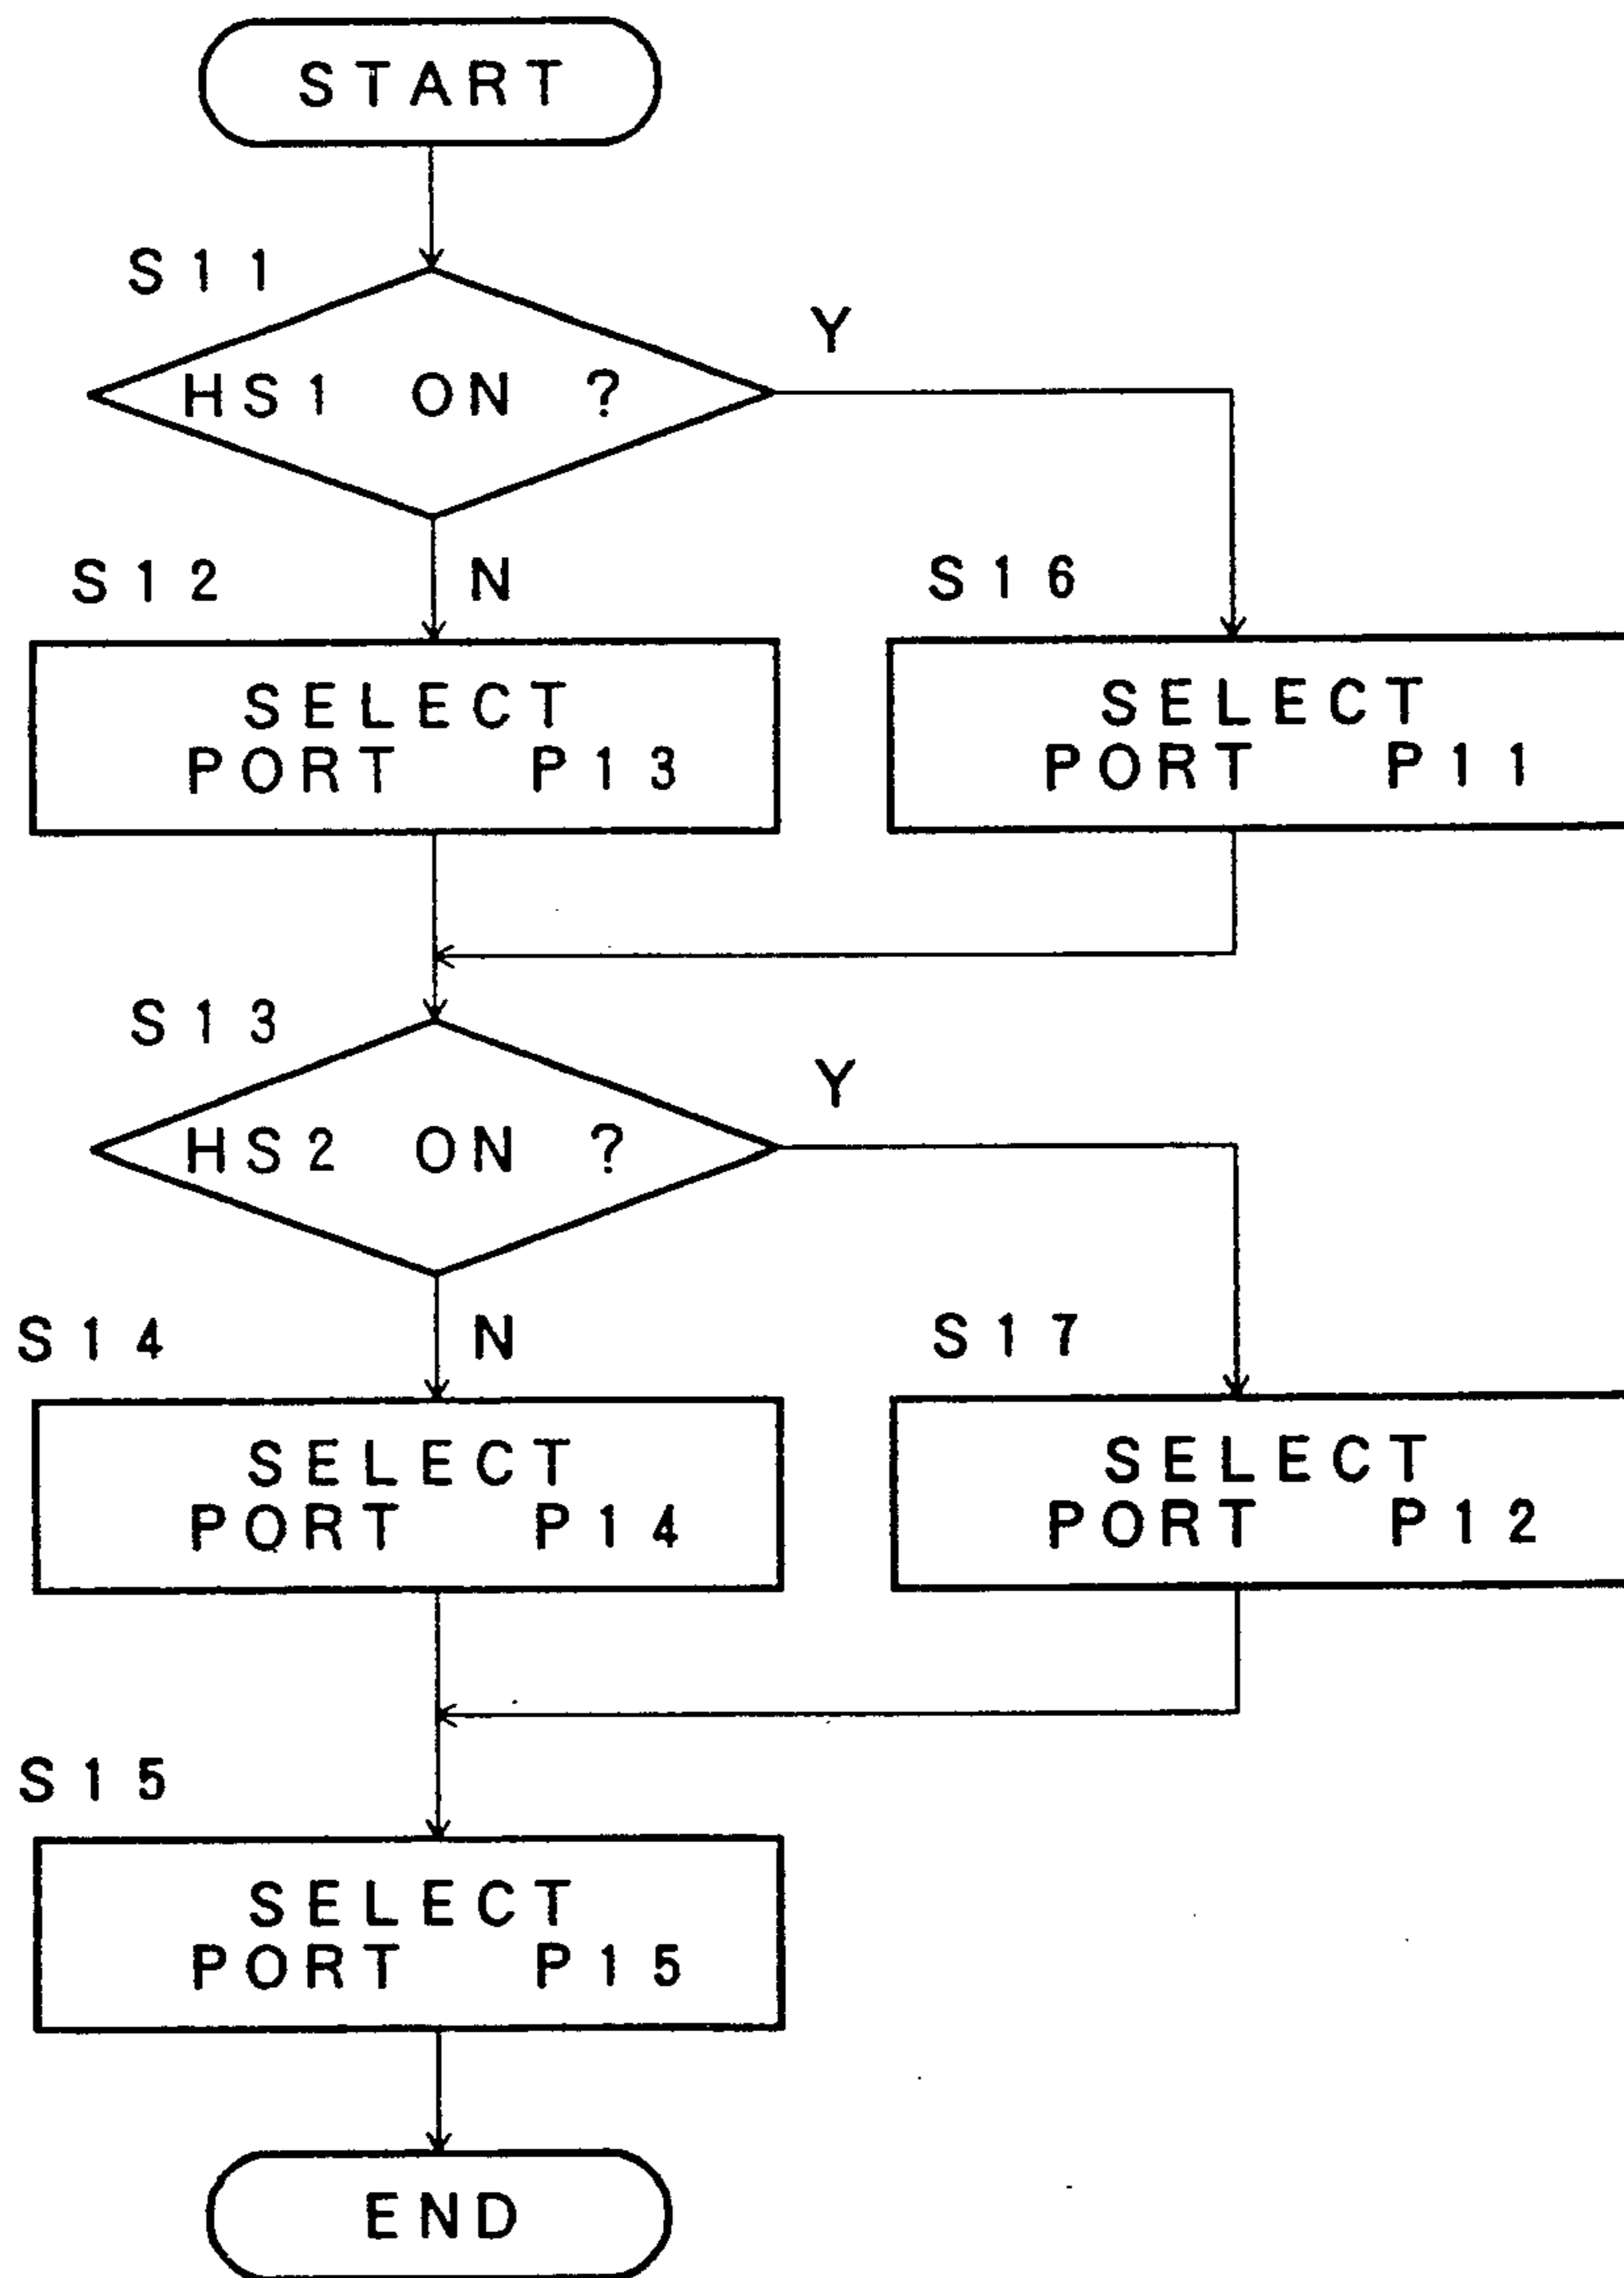 START
S11
HS1 ON ?
Y
S12
N
S16
SELECT
PORT P13
SELECT
PORT P11
S13
HS2 ON ?
Y
S14
N
S17
SELECT
PORT P14
SELECT
PORT P12
S15
SELECT
PORT P15
END